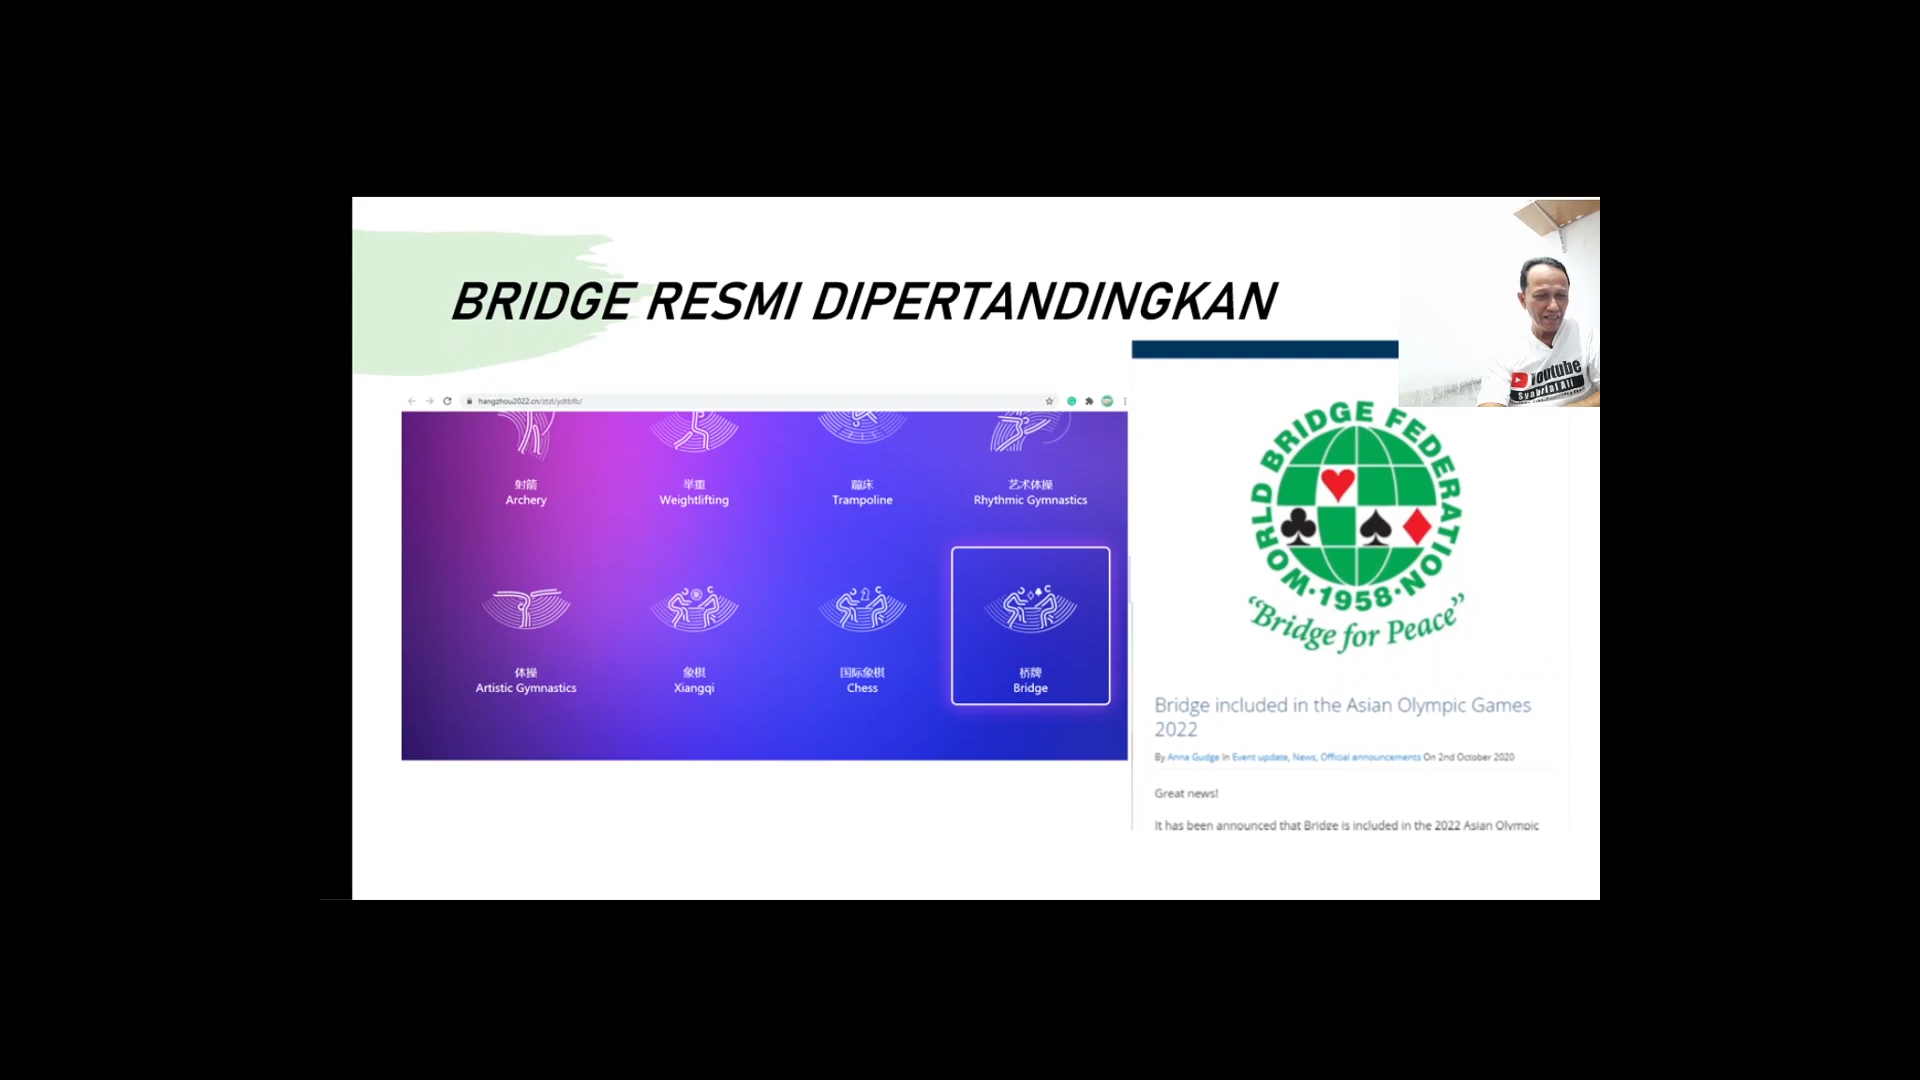 BRIDGE RESMI DIPERTANDINGKAN
Youtube
Syahrial Ali
hangzhou2022.cn/ztzl/ydtbfb/
射箭
Archery
举重
Weightlifting
蹦床
Trampoline
艺术体操
Rhythmic Gymnastics
体操
Artistic Gymnastics
象棋
Xiangqi
国际象棋
Chess
桥牌
Bridge
WORLD BRIDGE FEDERATION
·1958·
“Bridge for Peace”
Bridge included in the Asian Olympic Games
2022
By Anna Gudge In Event update, News, Official announcements On 2nd October 2020
Great news!
It has been announced that Bridge is included in the 2022 Asian Olympic